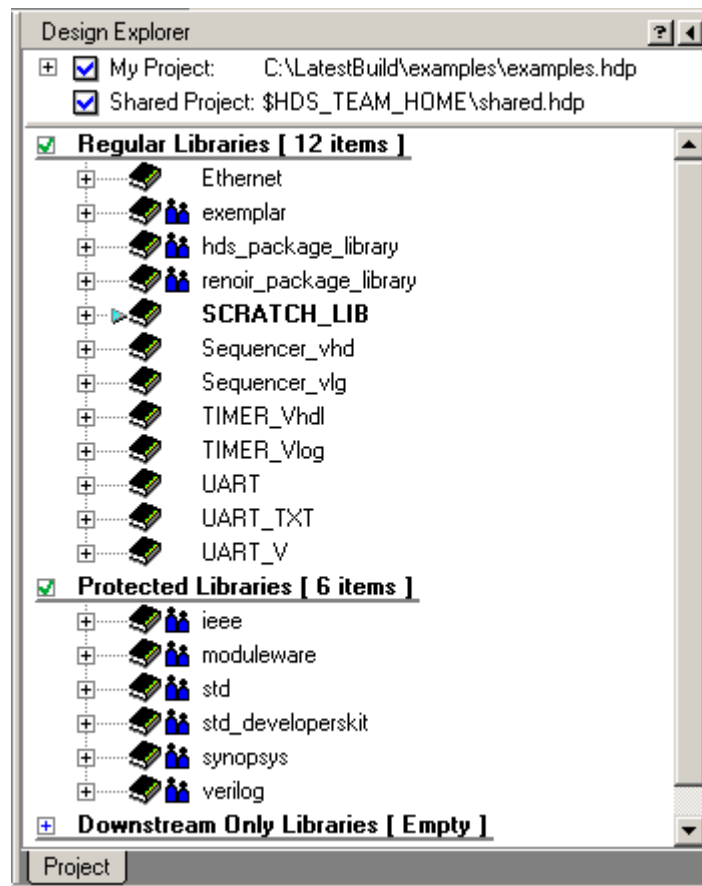 Design Explorer
My Project: C:\LatestBuild\examples\examples.hdp
Shared Project: $HDS_TEAM_HOME\shared.hdp
Regular Libraries [ 12 items ]
Ethernet
exemplar
hds_package_library
renoir_package_library
SCRATCH_LIB
Sequencer_vhd
Sequencer_vlg
TIMER_Vhdl
TIMER_Vlog
UART
UART_TXT
UART_V
Protected Libraries [ 6 items ]
ieee
moduleware
std
std_developerskit
synopsys
verilog
Downstream Only Libraries [ Empty ]
Project